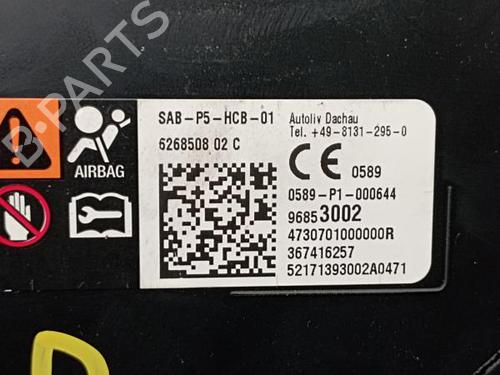 SAB-P5-HCB-01
6268508 02 C
AIRBAG
Autoliv Dachau
Tel. +49-8131-295-0
CE 0589
0589-P1-000644
96853002
4730701000000R
367416257
52171393002A0471
B-PARTS